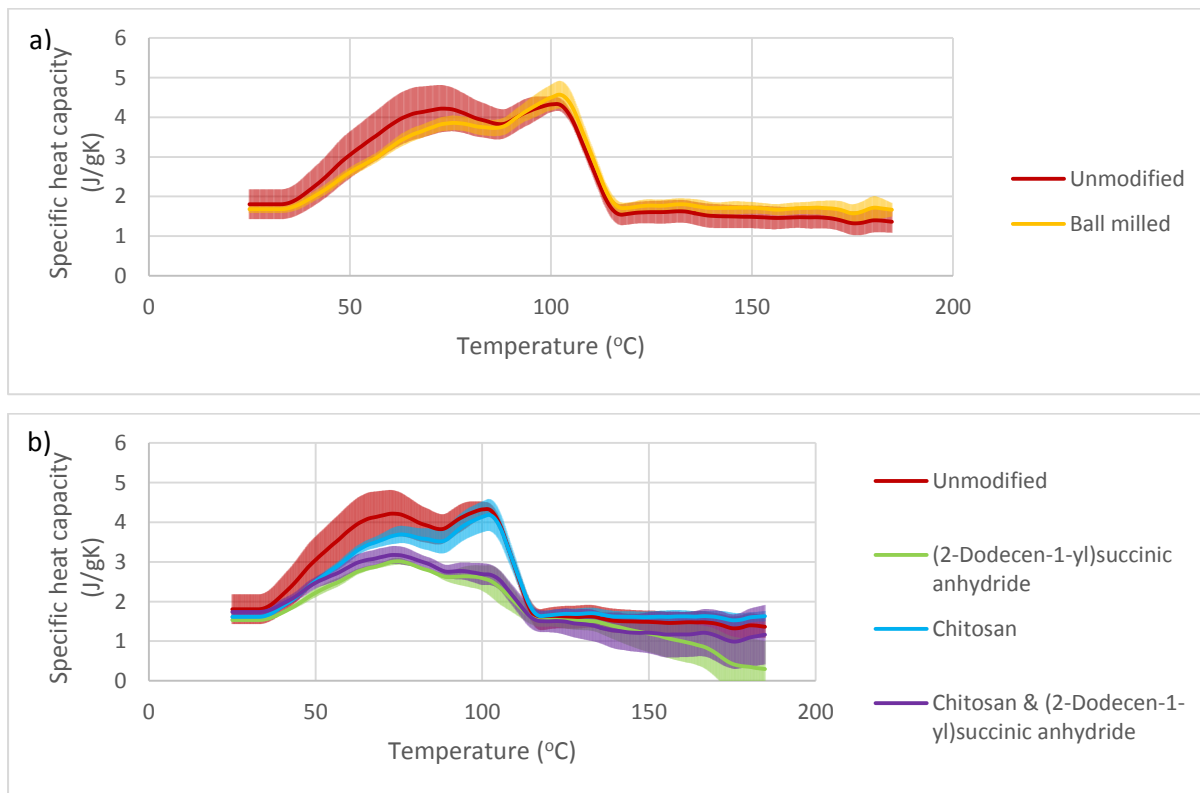 a)
Specific heat capacity
(J/gK)
6
5
4
3
2
1
0
0 50 100 150 200
Temperature (°C)
Unmodified
Ball milled
b)
Specific heat capacity
(J/gK)
6
5
4
3
2
1
0
0 50 100 150 200
Temperature (°C)
Unmodified
(2-Dodecen-1-yl)succinic
anhydride
Chitosan
Chitosan & (2-Dodecen-1-
yl)succinic anhydride